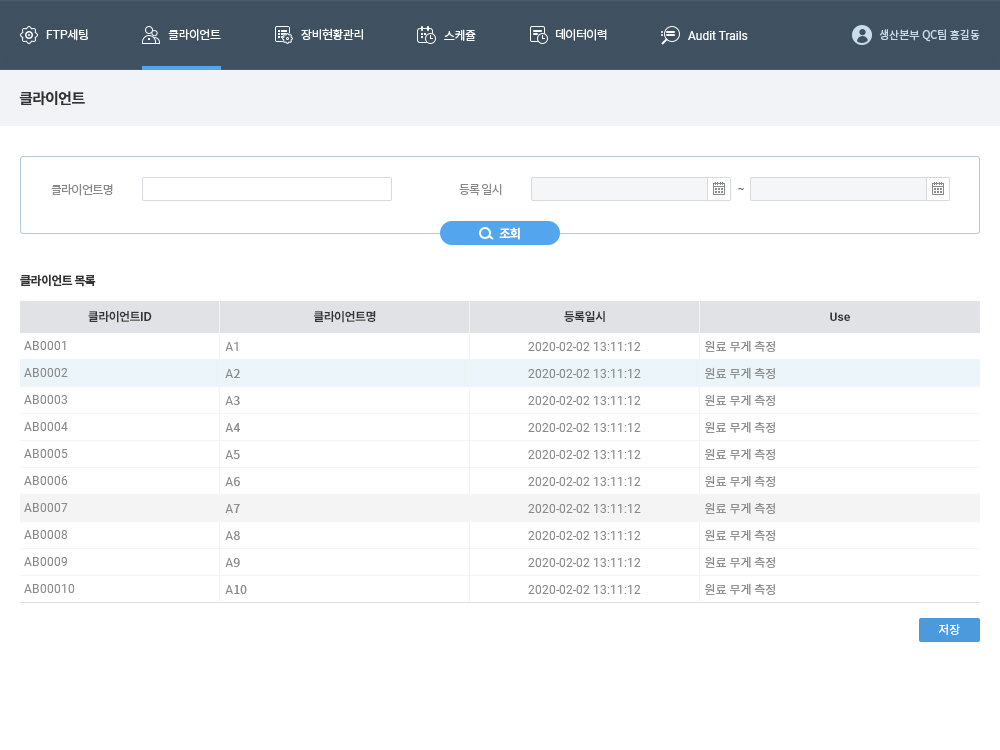 FTP세팅 클라이언트 장비현황관리 스케쥴 데이터이력 Audit Trails 생산본부 QC팀 홍길동
클라이언트
클라이언트명 등록 일시 ~
조회
클라이언트 목록
클라이언트ID 클라이언트명 등록일시 Use
AB0001 A1 2020-02-02 13:11:12 원료 무게 측정
AB0002 A2 2020-02-02 13:11:12 원료 무게 측정
AB0003 A3 2020-02-02 13:11:12 원료 무게 측정
AB0004 A4 2020-02-02 13:11:12 원료 무게 측정
AB0005 A5 2020-02-02 13:11:12 원료 무게 측정
AB0006 A6 2020-02-02 13:11:12 원료 무게 측정
AB0007 A7 2020-02-02 13:11:12 원료 무게 측정
AB0008 A8 2020-02-02 13:11:12 원료 무게 측정
AB0009 A9 2020-02-02 13:11:12 원료 무게 측정
AB00010 A10 2020-02-02 13:11:12 원료 무게 측정
저장